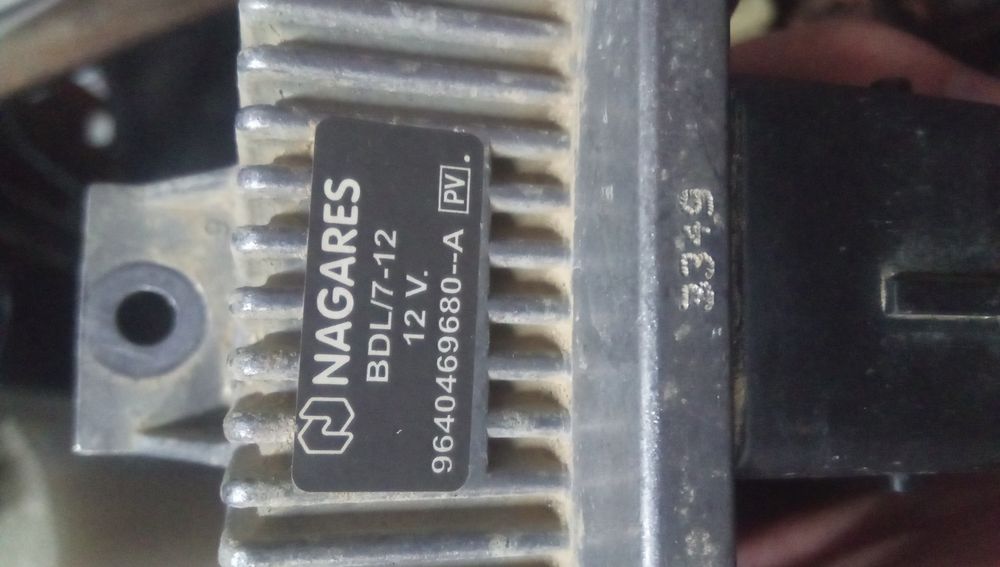 NAGARES
BDL/7-12
12 V.
9640469680--A PV.
3349